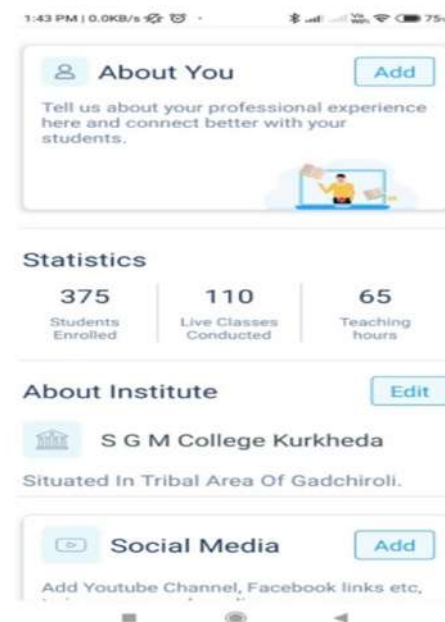 1:43 PM | 0.0KB/s
75%
About You
Add
Tell us about your professional experience
here and connect better with your
students.
Statistics
375
110
65
Students
Enrolled
Live Classes
Conducted
Teaching
hours
About Institute
Edit
S G M College Kurkheda
Situated In Tribal Area Of Gadchiroli.
Social Media
Add
Add Youtube Channel, Facebook links etc,